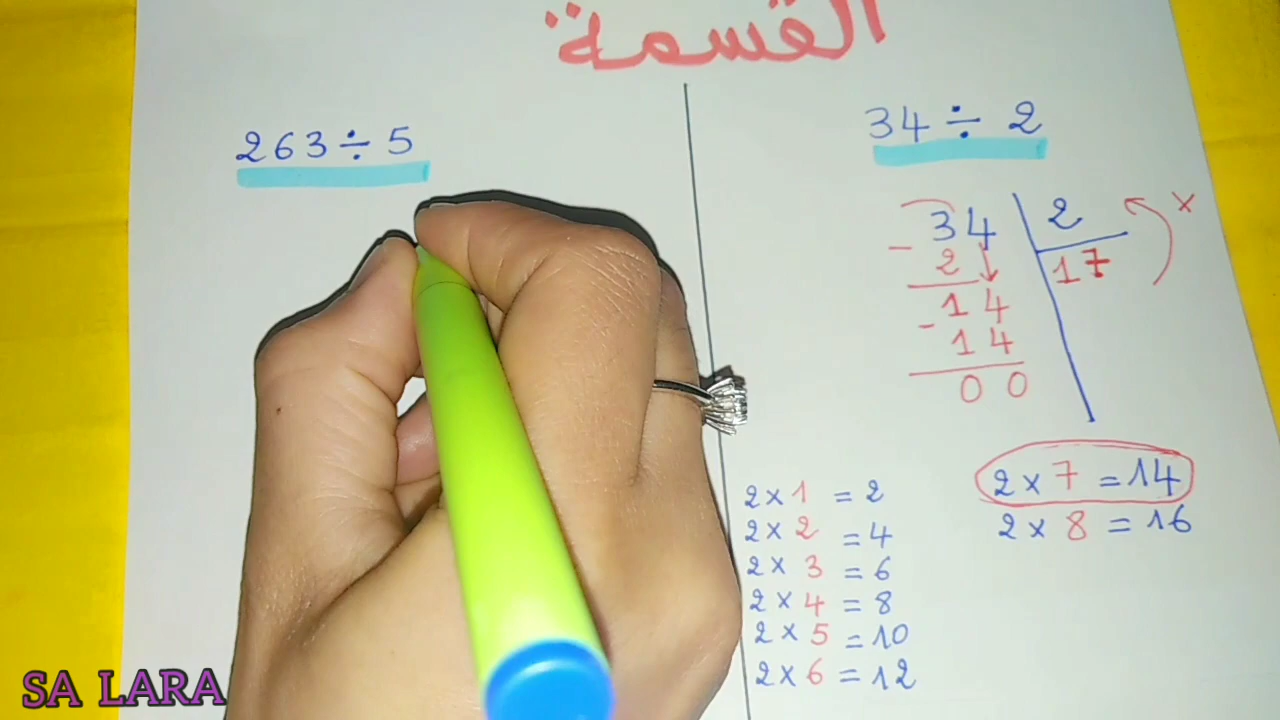 القسمة
263 ÷ 5
34 ÷ 2
34 2
- 2 17 ×
14
- 14
00
2 × 1 = 2
2 × 2 = 4
2 × 3 = 6
2 × 4 = 8
2 × 5 = 10
2 × 6 = 12
2 × 7 = 14
2 × 8 = 16
SA LARA